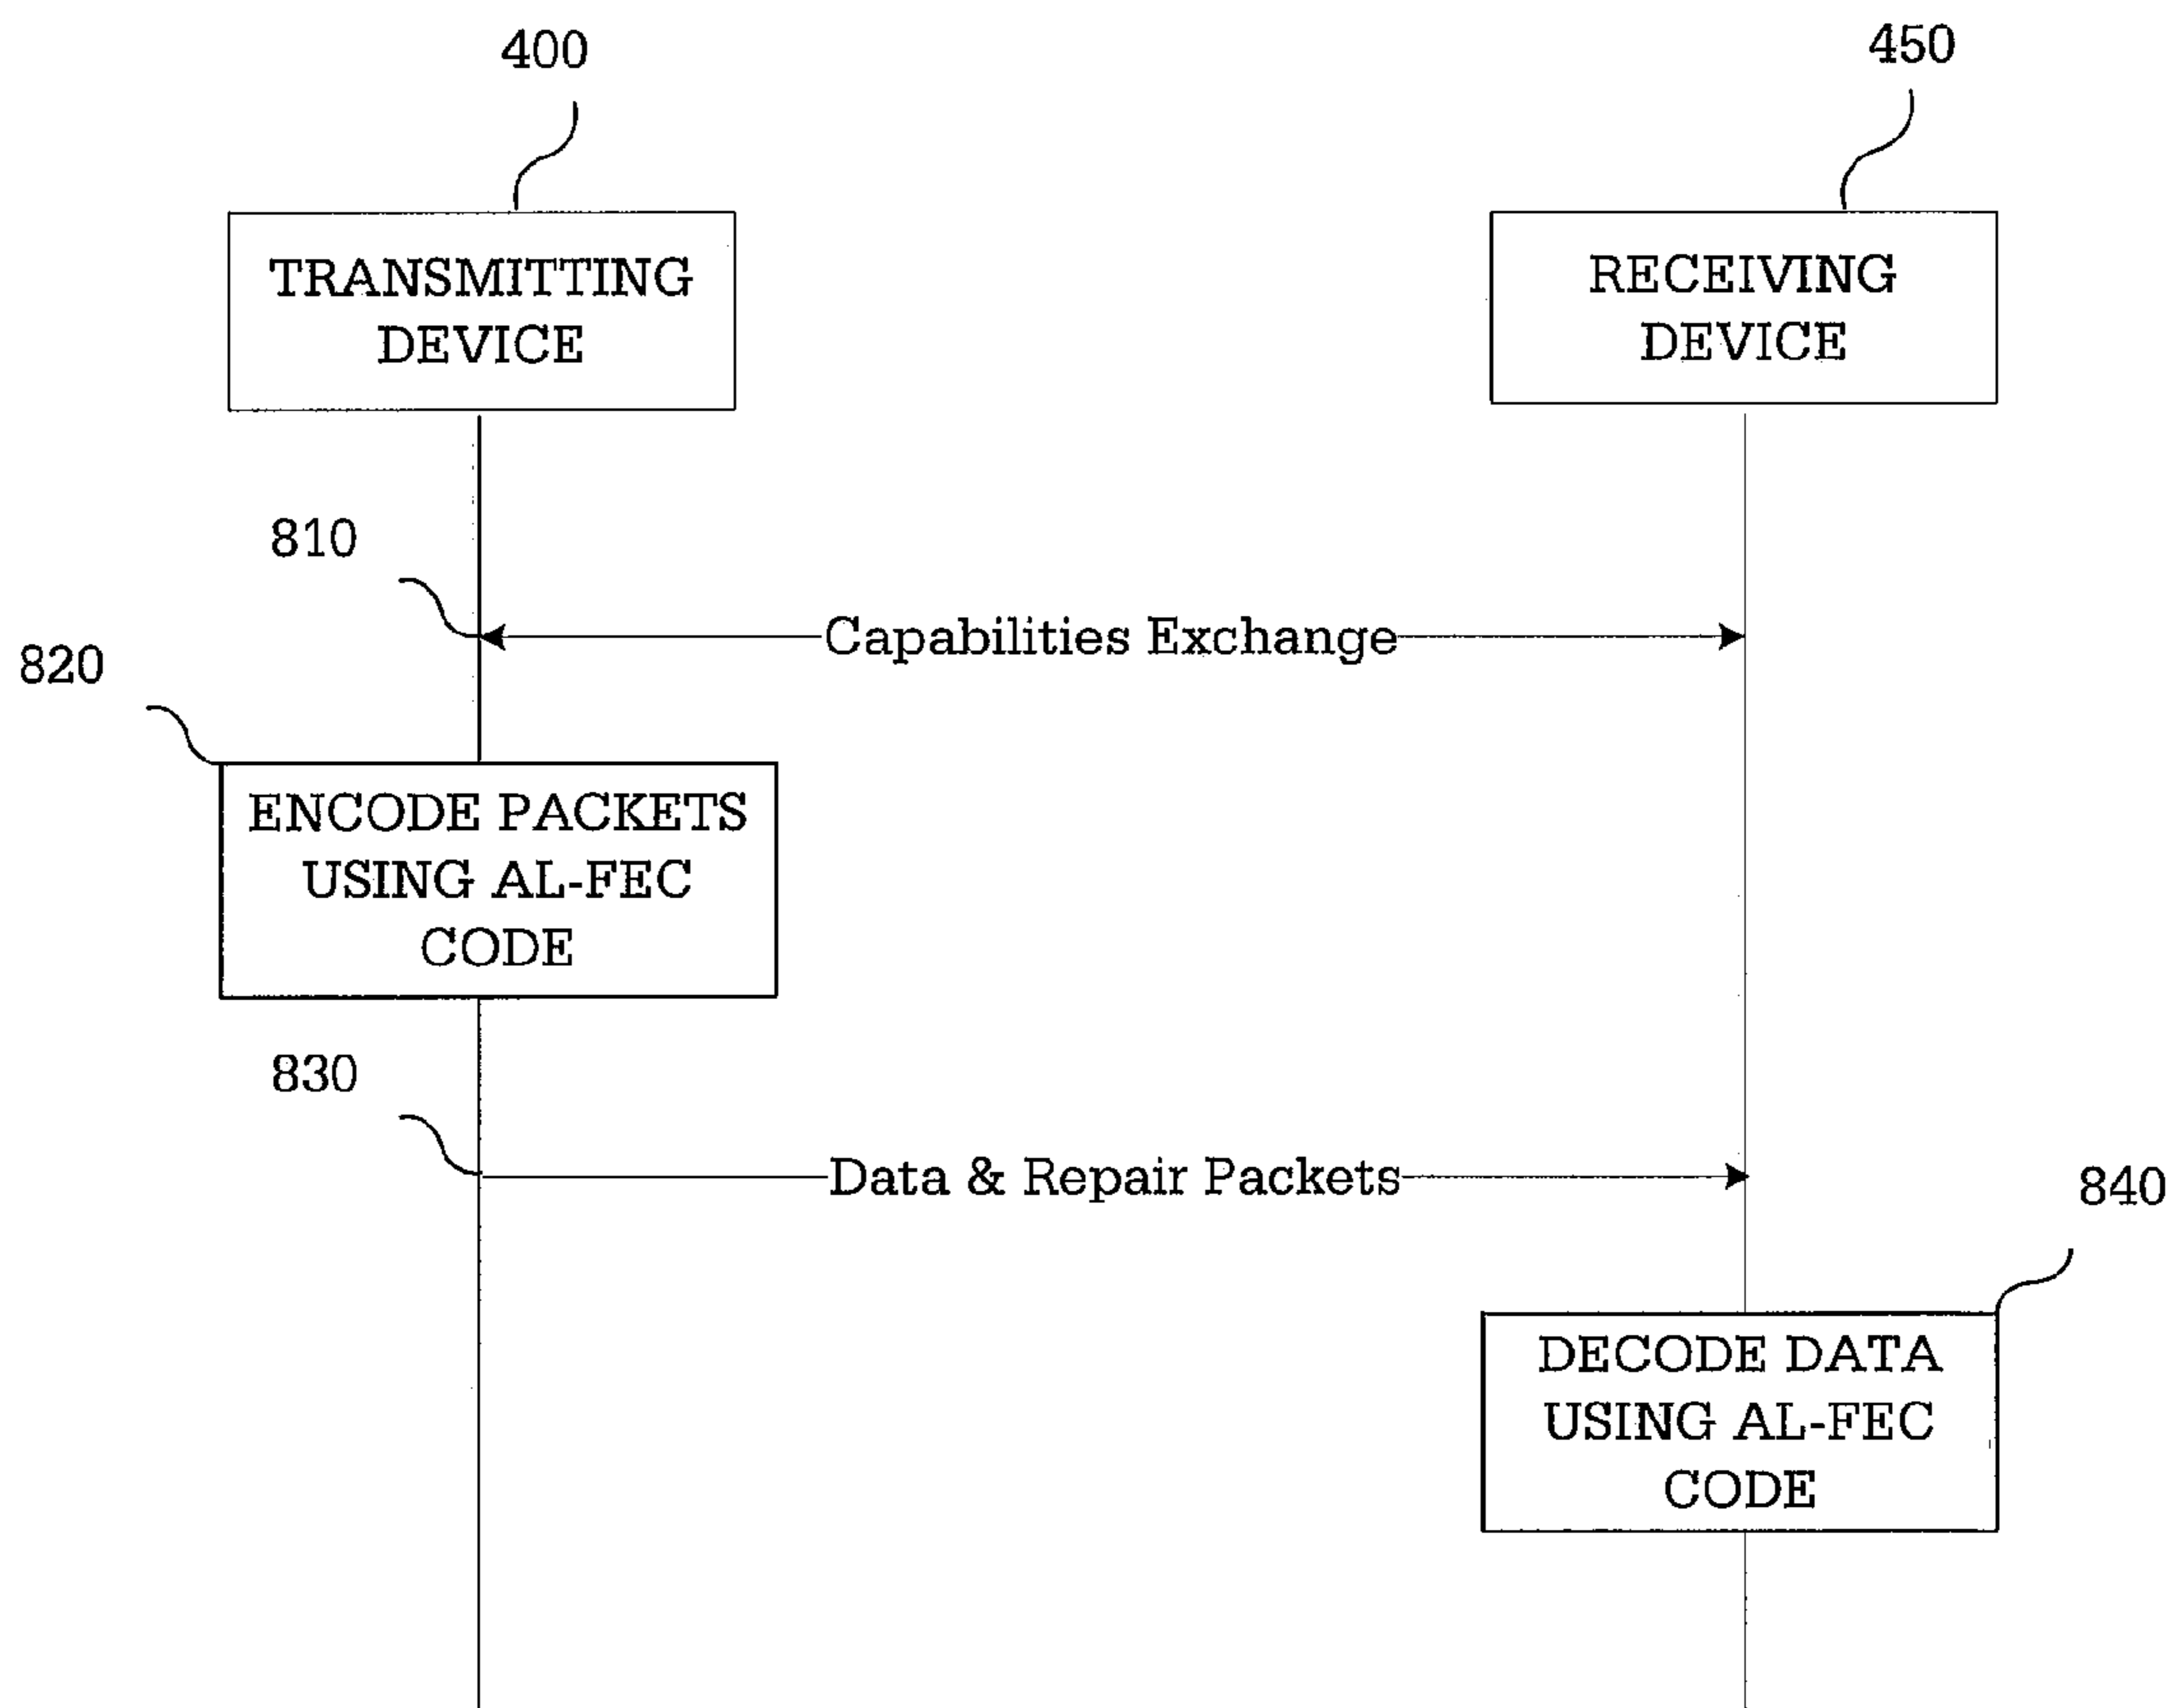 400
450
TRANSMITTING
DEVICE
RECEIVING
DEVICE
810
Capabilities Exchange
820
ENCODE PACKETS
USING AL-FEC
CODE
830
Data & Repair Packets
840
DECODE DATA
USING AL-FEC
CODE